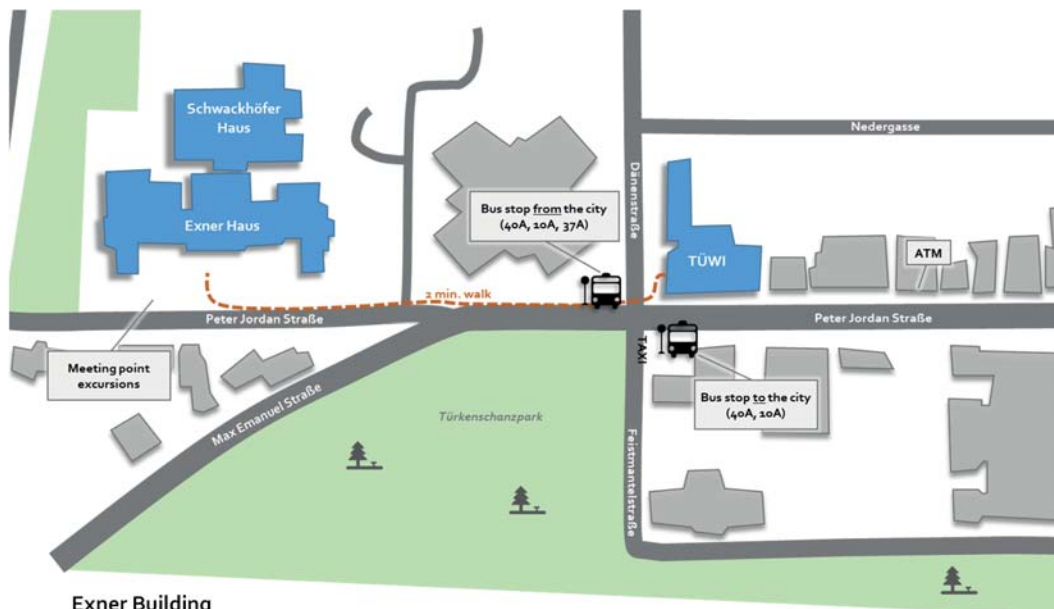 Schwackhöfer
Haus
Exner Haus
Nedergasse
Dänenstraße
Bus stop from the city
(40A, 10A, 37A)
TÜWI
ATM
2 min. walk
Peter Jordan Straße
Peter Jordan Straße
Meeting point
excursions
TAXI
Bus stop to the city
(40A, 10A)
Max Emanuel Straße
Türkenschanzpark
Feistmantelstraße
Exner Building